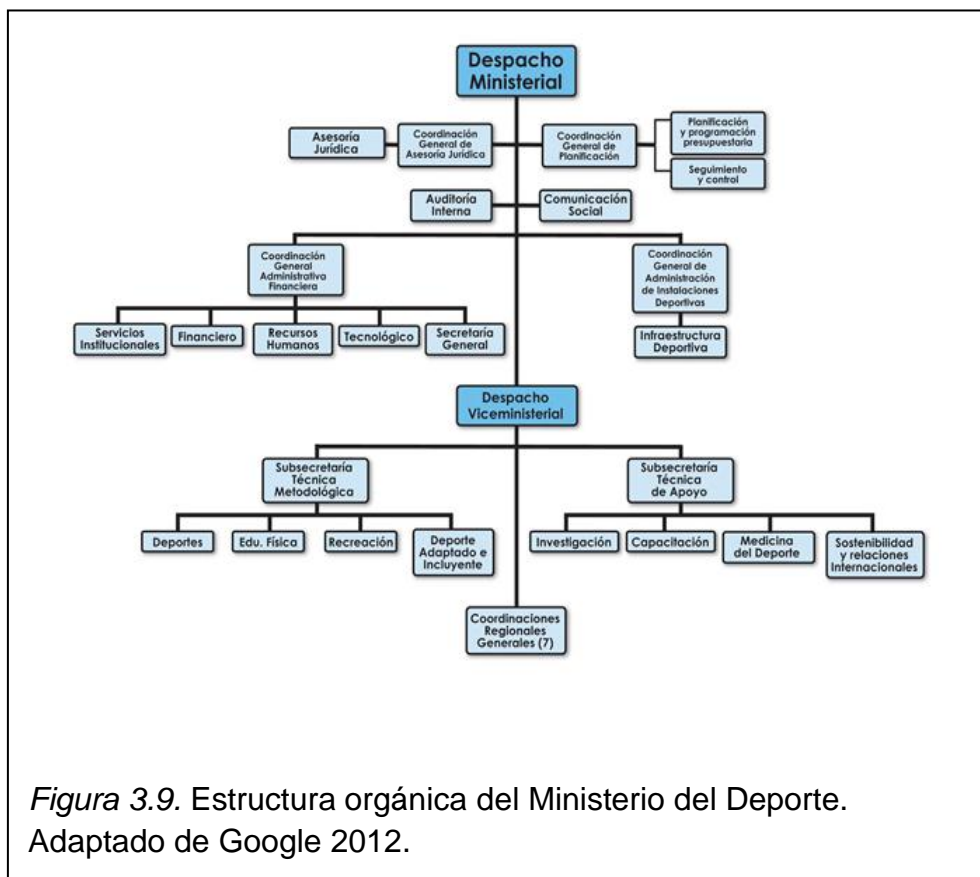 Despacho
Ministerial
Asesoría
Jurídica
Coordinación
General de
Asesoría Jurídica
Coordinación
General de
Planificación
Planificación
y programación
presupuestaria
Seguimiento
y control
Auditoría
Interna
Comunicación
Social
Coordinación
General
Administrativa
Financiera
Coordinación
General de
Administración
de Instalaciones
Deportivas
Servicios
Institucionales
Financiero
Recursos
Humanos
Tecnológico
Secretaría
General
Infraestructura
Deportiva
Despacho
Viceministerial
Subsecretaría
Técnica
Metodológica
Subsecretaría
Técnica
de Apoyo
Deportes
Edu. Física
Recreación
Deporte
Adaptado e
Incluyente
Investigación
Capacitación
Medicina
del Deporte
Sostenibilidad
y relaciones
Internacionales
Coordinaciones
Regionales
Generales (7)
Figura 3.9. Estructura orgánica del Ministerio del Deporte.
Adaptado de Google 2012.